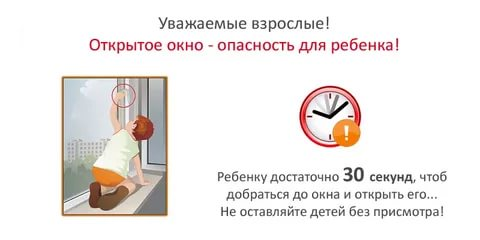 Уважаемые взрослые!
Открытое окно - опасность для ребенка!
Ребенку достаточно 30 секунд, чтоб
добраться до окна и открыть его...
Не оставляйте детей без присмотра!